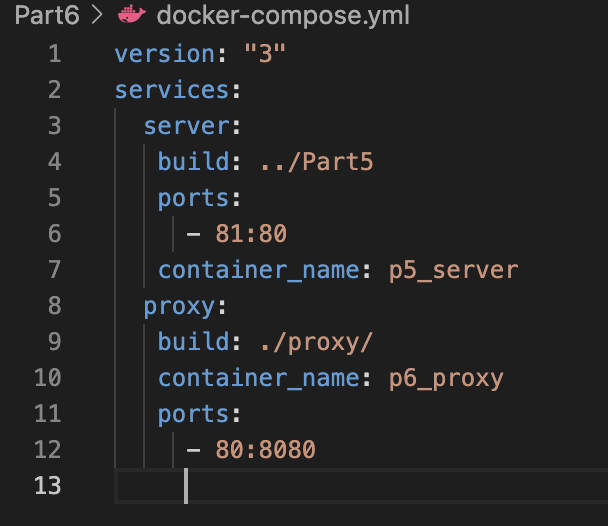 Part6 > docker-compose.yml
1 version: "3"
2 services:
3   server:
4    build: ../Part5
5    ports:
6      - 81:80
7    container_name: p5_server
8   proxy:
9    build: ./proxy/
10    container_name: p6_proxy
11    ports:
12      - 80:8080
13